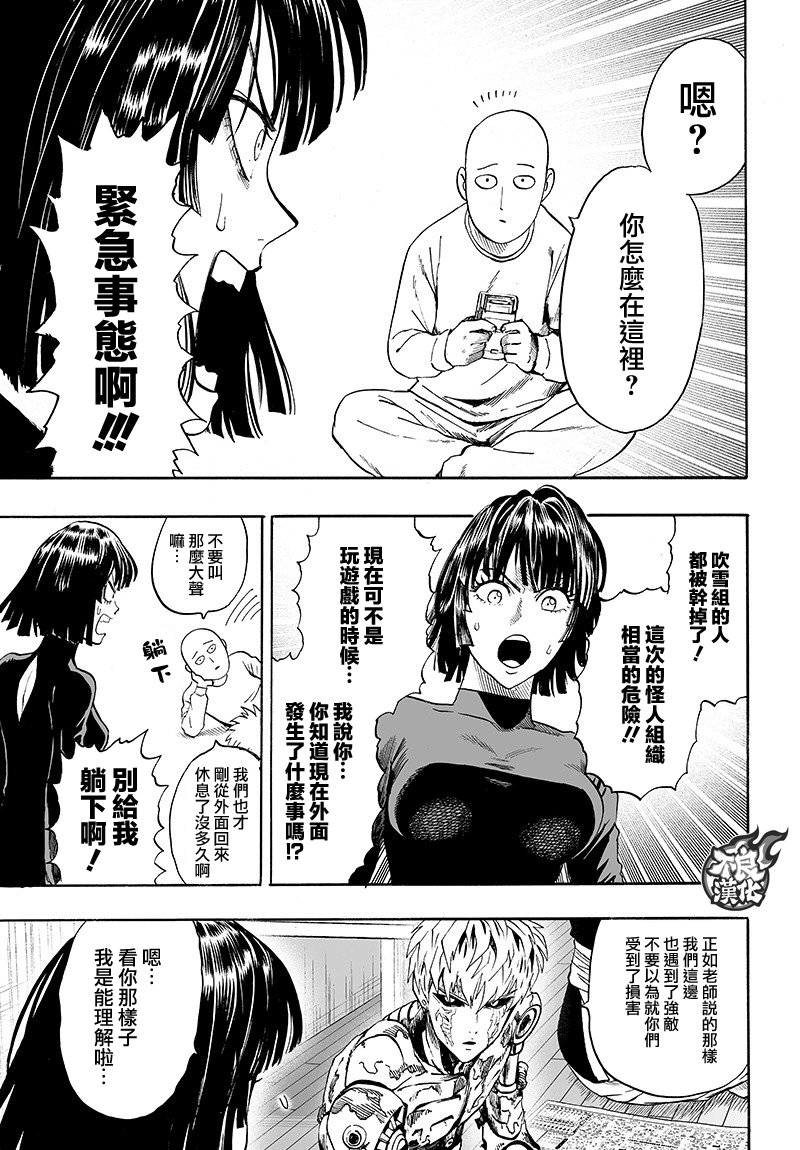 嗯？
你怎麼在這裡？
緊急事態啊!!!
吹雪組的人
都被幹掉了！
這次的怪人組織
相當的危險!!
現在可不是
玩遊戲的時候…
我說你…
你知道現在外面
發生了什麼事嗎!?
不要叫
那麼大聲
嘛…
躺下
我們也才
剛從外面回來
休息了沒多久啊
別給我
躺下啊！
正如老師説的那樣
我們這邊
也遇到了強敵
不要以為就你們
受到了損害
嗯…
看你那樣子
我是能理解啦…
不良
漢化